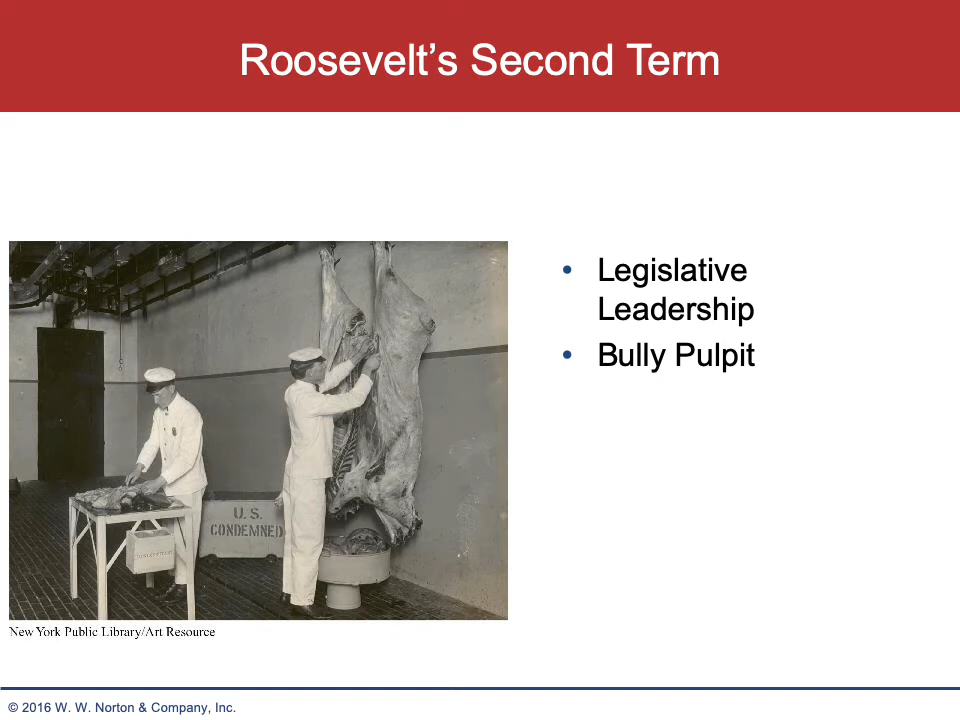 Roosevelt’s Second Term
U.S.
CONDEMNED
New York Public Library/Art Resource
• Legislative
Leadership
• Bully Pulpit
© 2016 W. W. Norton & Company, Inc.